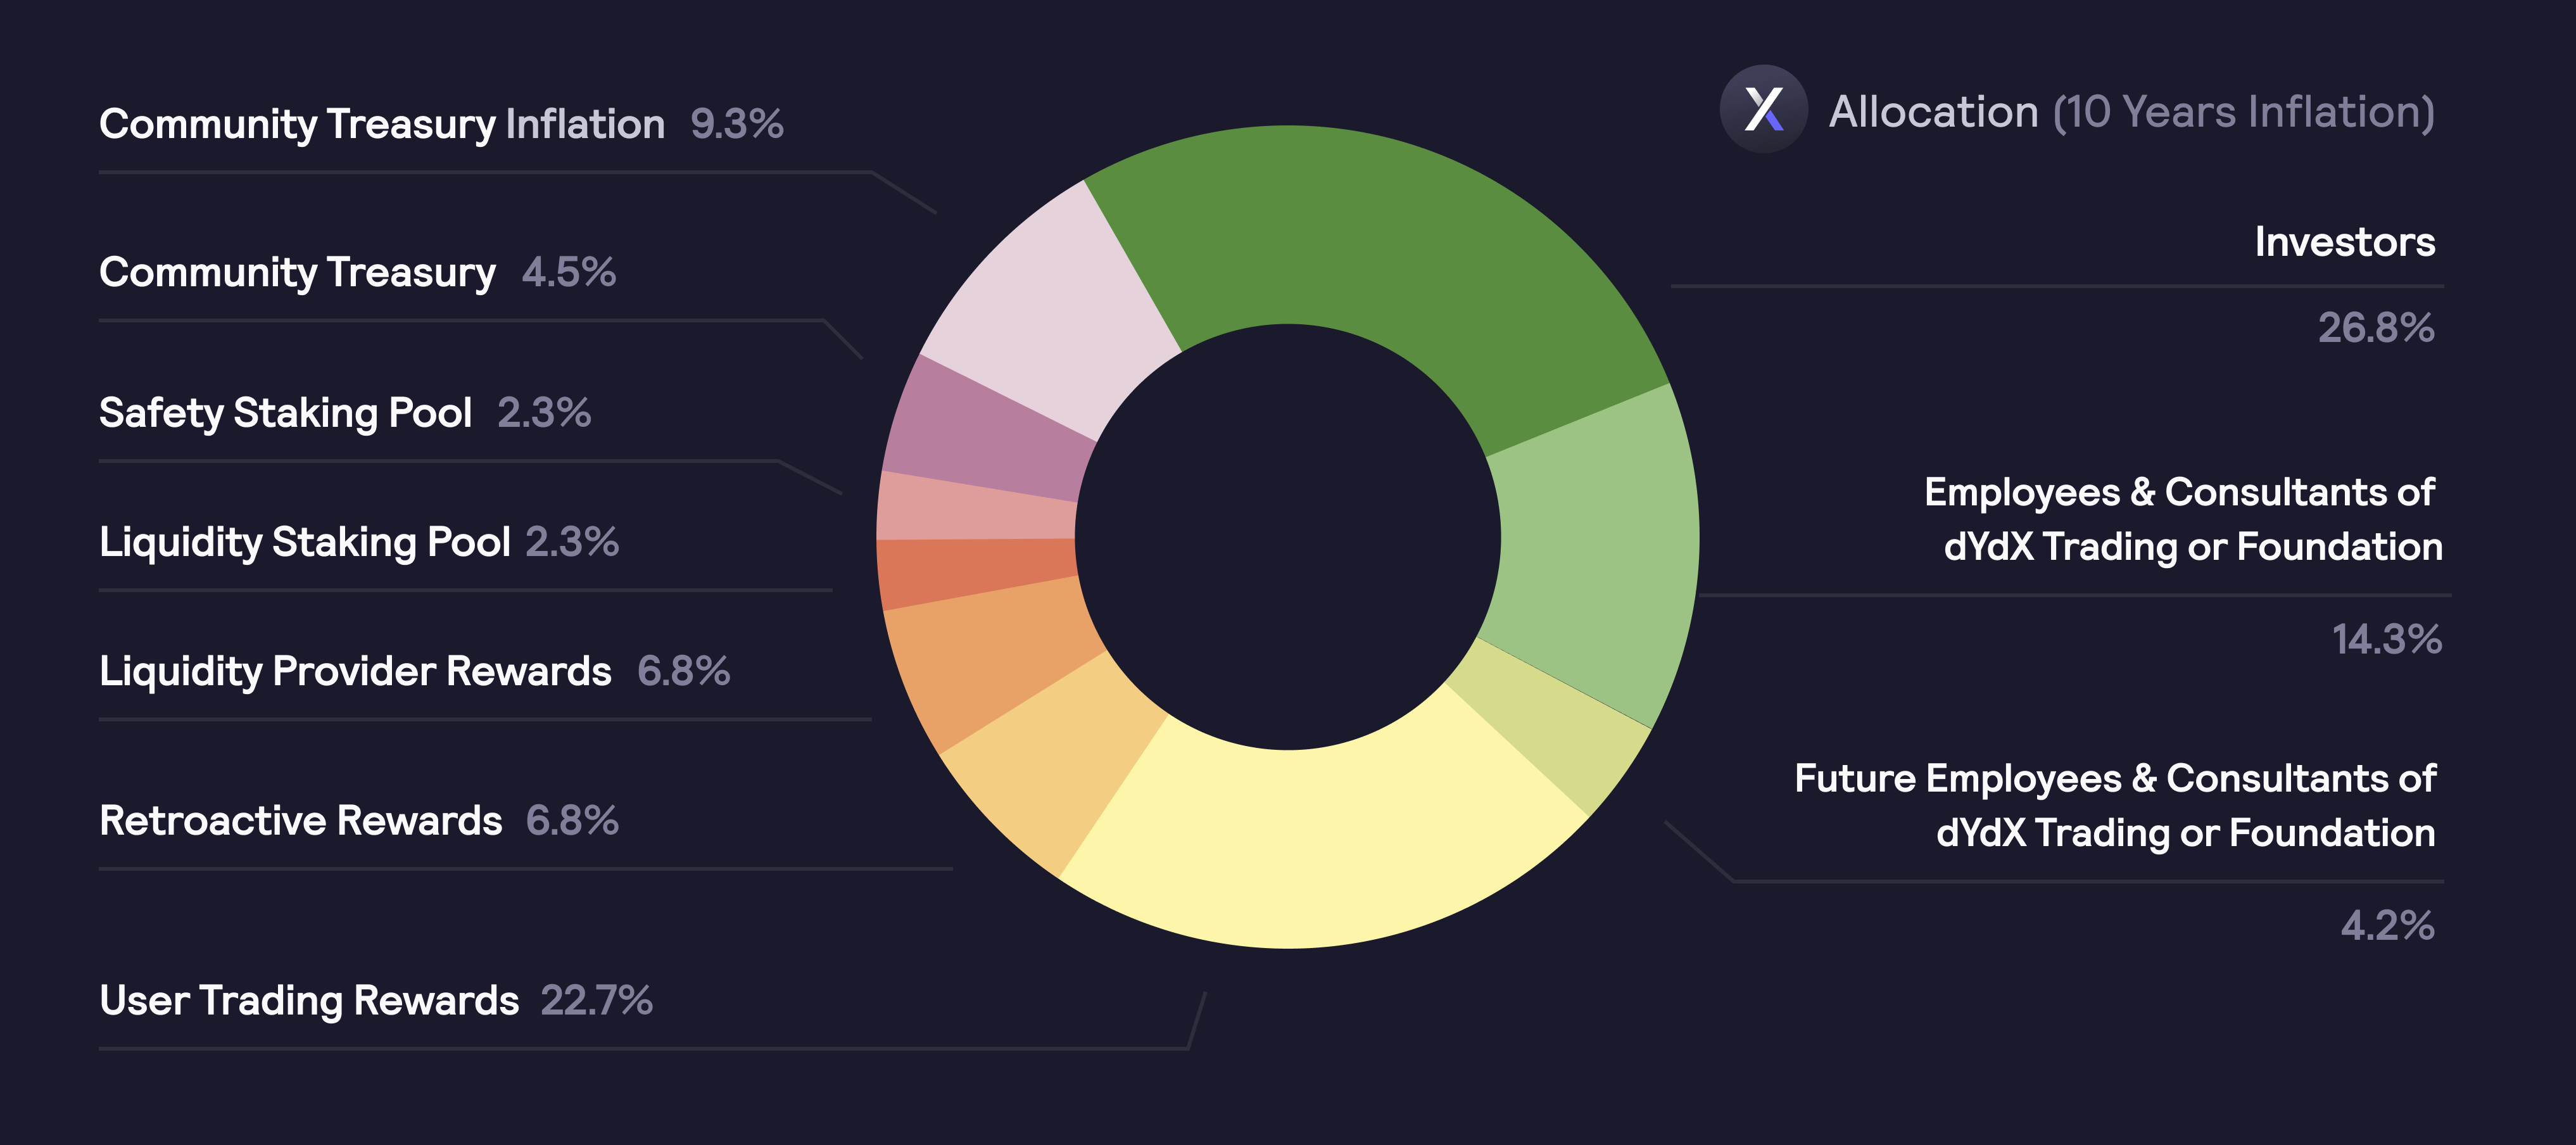 Allocation (10 Years Inflation)
Community Treasury Inflation 9.3%
Community Treasury 4.5%
Safety Staking Pool 2.3%
Liquidity Staking Pool 2.3%
Liquidity Provider Rewards 6.8%
Retroactive Rewards 6.8%
User Trading Rewards 22.7%
Investors
26.8%
Employees & Consultants of
dYdX Trading or Foundation
14.3%
Future Employees & Consultants of
dYdX Trading or Foundation
4.2%